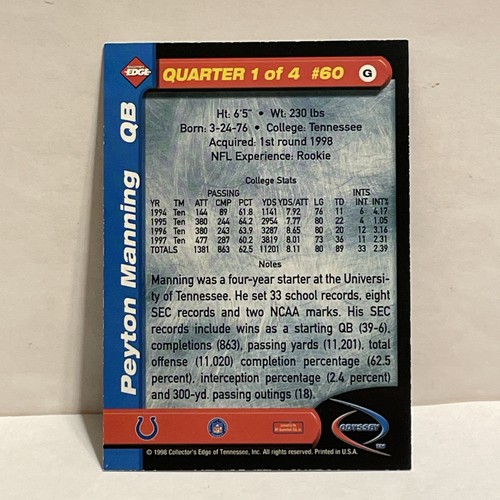 COLLECTOR'S EDGE
QUARTER 1 of 4 #60 G
Peyton Manning QB
Ht: 6'5" • Wt: 230 lbs
Born: 3-24-76 • College: Tennessee
Acquired: 1st round 1998
NFL Experience: Rookie
College Stats
PASSING INTS
YR TM ATT CMP PCT YDS YDS/ATT LG TD INT INT%
1994 Ten 144 89 61.8 1141 7.92 76 11 6 4.17
1995 Ten 380 244 64.2 2954 7.77 80 22 4 1.05
1996 Ten 380 243 63.9 3287 8.65 80 20 12 3.16
1997 Ten 477 287 60.2 3819 8.01 73 36 11 2.31
TOTALS 1381 863 62.5 11201 8.11 80 89 33 2.39
Notes
Manning was a four-year starter at the Universi-
ty of Tennessee. He set 33 school records, eight
SEC records and two NCAA marks. His SEC
records include wins as a starting QB (39-6),
completions (863), passing yards (11,201), total
offense (11,020) completion percentage (62.5
percent). interception percentage (2.4 percent)
and 300-yd. passing outings (18).
NFL
ODYSSEY
© 1998 Collector's Edge of Tennessee, Inc. All rights reserved. Printed in U.S.A.